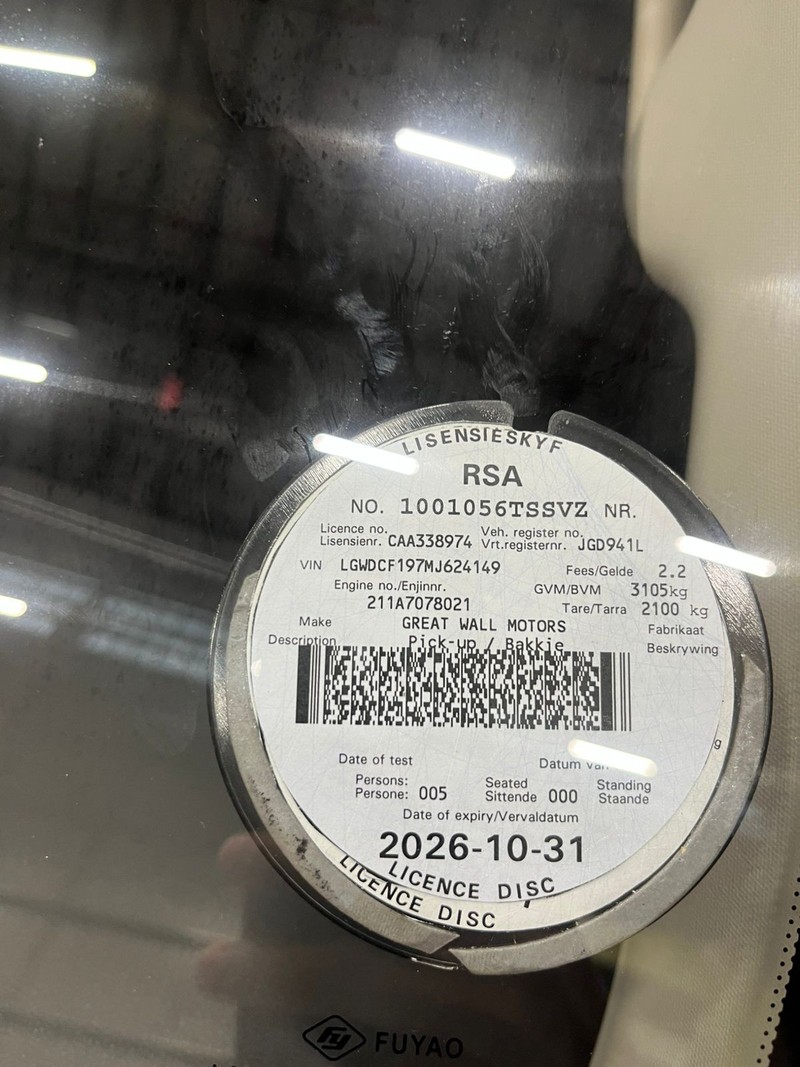 LISENSIESKYF
RSA
NO. 1001056TSSVZ NR.
Licence no. Veh. register no.
Lisensienr. CAA338974 Vrt.registernr. JGD941L
VIN LGWDCF197MJ624149 Fees/Gelde 2.2
Engine no./Enjinnr. GVM/BVM 3105kg
211A7078021 Tare/Tarra 2100 kg
Make GREAT WALL MOTORS Fabrikaat
Description Pick-up / Bakkie Beskrywing
g
Date of test Datum van
Persons: Seated Standing
Persone: 005 Sittende 000 Staande
Date of expiry/Vervaldatum
2026-10-31
LICENCE DISC
LICENCE DISC
fy FUYAO